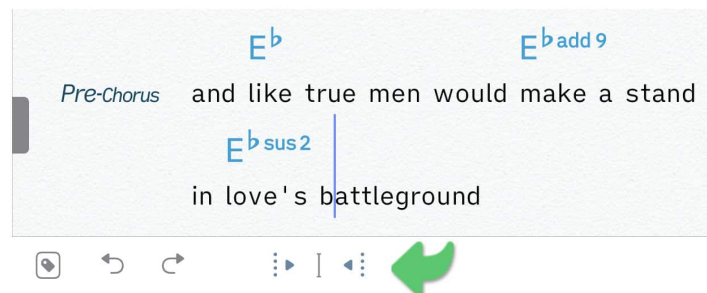 E♭ E♭add9
Pre-Chorus and like true men would make a stand
E♭sus2
in love's battleground